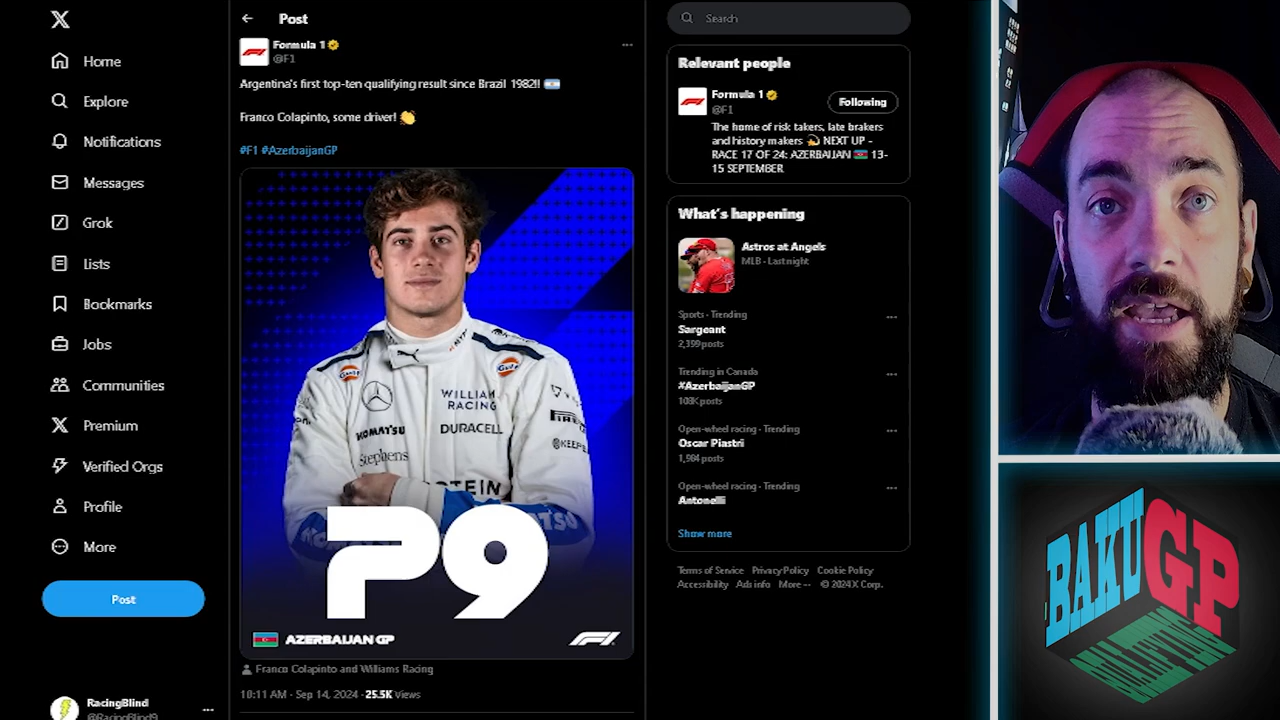 Home
Explore
Notifications
Messages
Grok
Lists
Bookmarks
Jobs
Communities
Premium
Verified Orgs
Profile
More
Post
RacingBlind
@RacingBlind9
Post
Formula 1
@F1
Argentina's first top-ten qualifying result since Brazil 1982!!
Franco Colapinto, some driver!
#F1 #AzerbaijanGP
Gulf
Gulf
WILLIAMS
RACING
KOMATSU
DURACELL
Stephens
P9
AZERBAIJAN GP
F1
Franco Colapinto and Williams Racing
10:11 AM · Sep 14, 2024 · 25.5K Views
Search
Relevant people
Formula 1
@F1
Following
The home of risk takers, late brakers
and history makers NEXT UP -
RACE 17 OF 24: AZERBAIJAN 13-
15 SEPTEMBER
What's happening
Astros at Angels
MLB · Last night
Sports · Trending
Sargeant
2,399 posts
Trending in Canada
#AzerbaijanGP
108K posts
Open-wheel racing · Trending
Oscar Piastri
1,984 posts
Open-wheel racing · Trending
Antonelli
Show more
Terms of Service Privacy Policy Cookie Policy
Accessibility Ads info More ··· © 2024 X Corp.
BAKU GP
QUALIFYING